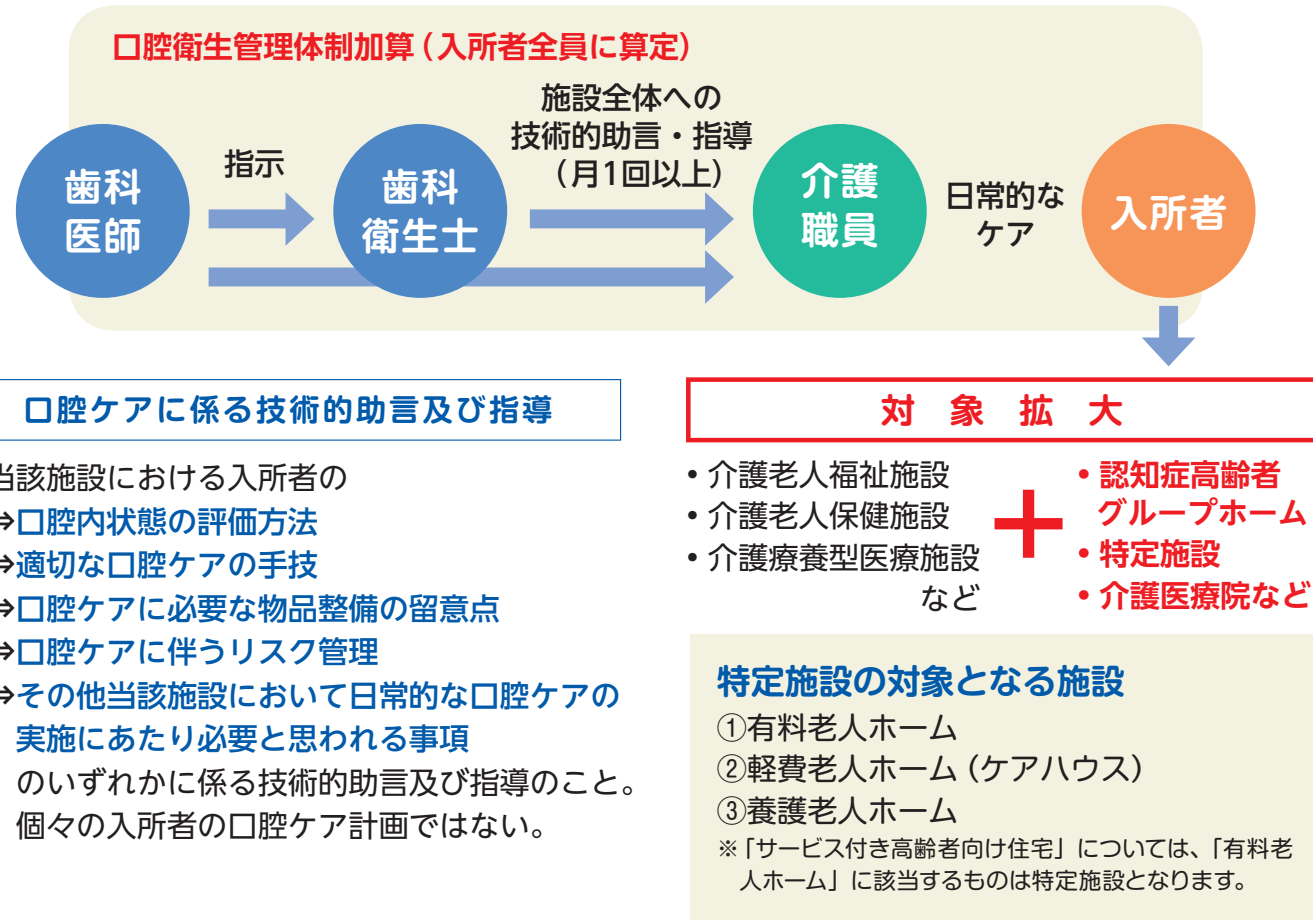 口腔衛生管理体制加算（入所者全員に算定）
歯科
医師
指示
歯科
衛生士
施設全体への
技術的助言・指導
（月1回以上）
介護
職員
日常的な
ケア
入所者
口腔ケアに係る技術的助言及び指導
当該施設における入所者の
⇒口腔内状態の評価方法
⇒適切な口腔ケアの手技
⇒口腔ケアに必要な物品整備の留意点
⇒口腔ケアに伴うリスク管理
⇒その他当該施設において日常的な口腔ケアの
実施にあたり必要と思われる事項
のいずれかに係る技術的助言及び指導のこと。
個々の入所者の口腔ケア計画ではない。
対象拡大
• 介護老人福祉施設
• 介護老人保健施設
• 介護療養型医療施設
など
+
• 認知症高齢者
グループホーム
• 特定施設
• 介護医療院など
特定施設の対象となる施設
①有料老人ホーム
②軽費老人ホーム（ケアハウス）
③養護老人ホーム
※「サービス付き高齢者向け住宅」については、「有料老
人ホーム」に該当するものは特定施設となります。